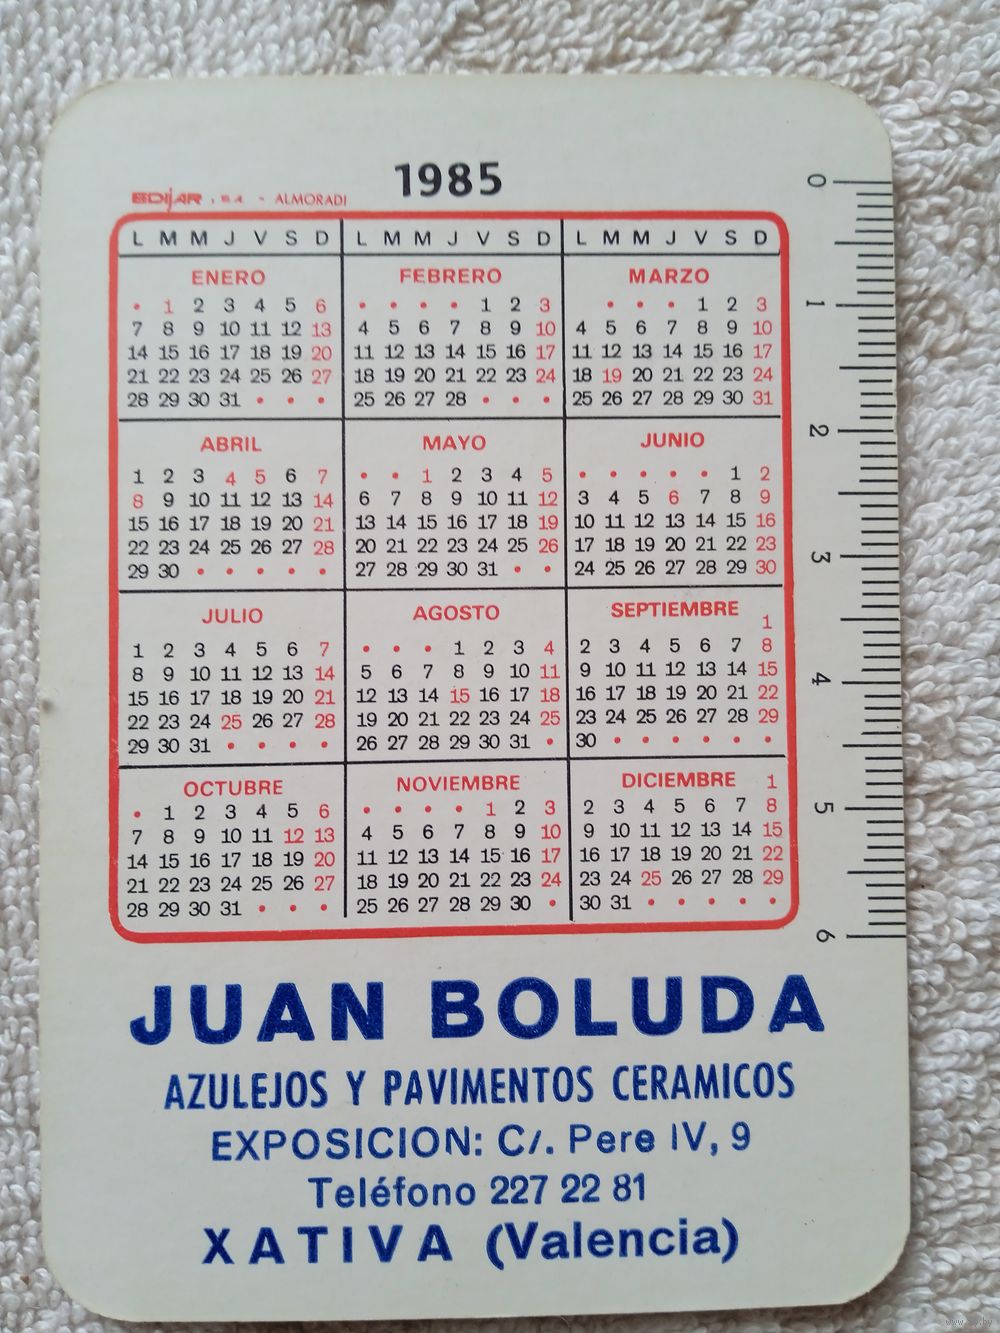 1985
EDIJAR, S.A. - ALMORADI
L M M J V S D
ENERO
• 1 2 3 4 5 6
7 8 9 10 11 12 13
14 15 16 17 18 19 20
21 22 23 24 25 26 27
28 29 30 31 • • •
L M M J V S D
FEBRERO
• • • • 1 2 3
4 5 6 7 8 9 10
11 12 13 14 15 16 17
18 19 20 21 22 23 24
25 26 27 28 • • •
L M M J V S D
MARZO
• • • 1 2 3
4 5 6 7 8 9 10
11 12 13 14 15 16 17
18 19 20 21 22 23 24
25 26 27 28 29 30 31
ABRIL
1 2 3 4 5 6 7
8 9 10 11 12 13 14
15 16 17 18 19 20 21
22 23 24 25 26 27 28
29 30 • • • • •
MAYO
• • 1 2 3 4 5
6 7 8 9 10 11 12
13 14 15 16 17 18 19
20 21 22 23 24 25 26
27 28 29 30 31 • •
JUNIO
• • • • • 1 2
3 4 5 6 7 8 9
10 11 12 13 14 15 16
17 18 19 20 21 22 23
24 25 26 27 28 29 30
JULIO
1 2 3 4 5 6 7
8 9 10 11 12 13 14
15 16 17 18 19 20 21
22 23 24 25 26 27 28
29 30 31 • • • •
AGOSTO
• • • 1 2 3 4
5 6 7 8 9 10 11
12 13 14 15 16 17 18
19 20 21 22 23 24 25
26 27 28 29 30 31 •
SEPTIEMBRE
1
2 3 4 5 6 7 8
9 10 11 12 13 14 15
16 17 18 19 20 21 22
23 24 25 26 27 28 29
30 • • • • • •
OCTUBRE
• 1 2 3 4 5 6
7 8 9 10 11 12 13
14 15 16 17 18 19 20
21 22 23 24 25 26 27
28 29 30 31 • • •
NOVIEMBRE
• • • • 1 2 3
4 5 6 7 8 9 10
11 12 13 14 15 16 17
18 19 20 21 22 23 24
25 26 27 28 29 30 •
DICIEMBRE 1
2 3 4 5 6 7 8
9 10 11 12 13 14 15
16 17 18 19 20 21 22
23 24 25 26 27 28 29
30 31 • • • • •
0
1
2
3
4
5
6
JUAN BOLUDA
AZULEJOS Y PAVIMENTOS CERAMICOS
EXPOSICION: C/. Pere IV, 9
Teléfono 227 22 81
XATIVA (Valencia)